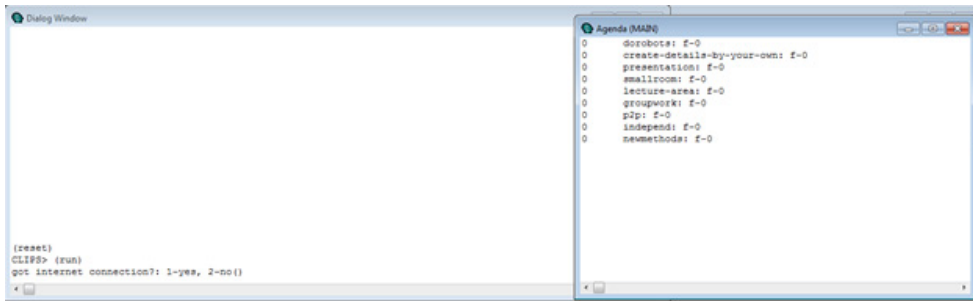 Dialog Window
(reset)
CLIPS> (run)
got internet connection?: 1-yes, 2-no()
Agenda (MAIN)
0 dorobots: f-0
0 create-details-by-your-own: f-0
0 presentation: f-0
0 smallroom: f-0
0 lecture-area: f-0
0 groupwork: f-0
0 p2p: f-0
0 independ: f-0
0 newmethods: f-0